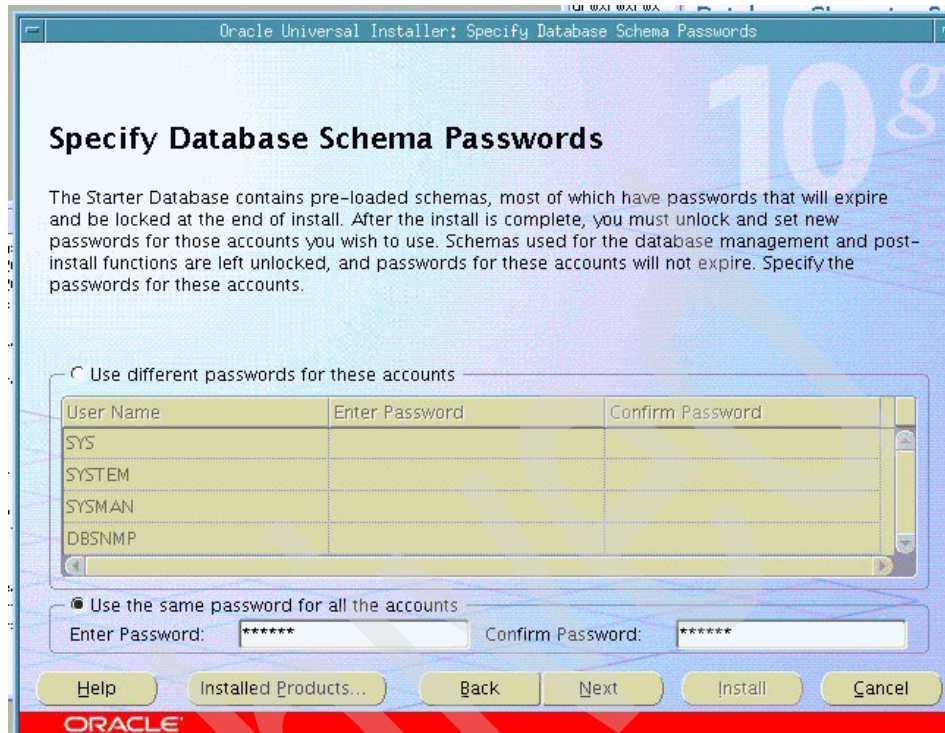 Oracle Universal Installer: Specify Database Schema Passwords
10g
Specify Database Schema Passwords
The Starter Database contains pre-loaded schemas, most of which have passwords that will expire
and be locked at the end of install. After the install is complete, you must unlock and set new
passwords for those accounts you wish to use. Schemas used for the database management and post-
install functions are left unlocked, and passwords for these accounts will not expire. Specify the
passwords for these accounts.
Use different passwords for these accounts
User Name Enter Password Confirm Password
SYS
SYSTEM
SYSMAN
DBSNMP
Use the same password for all the accounts
Enter Password: ****** Confirm Password: ******
Help Installed Products... Back Next Install Cancel
ORACLE